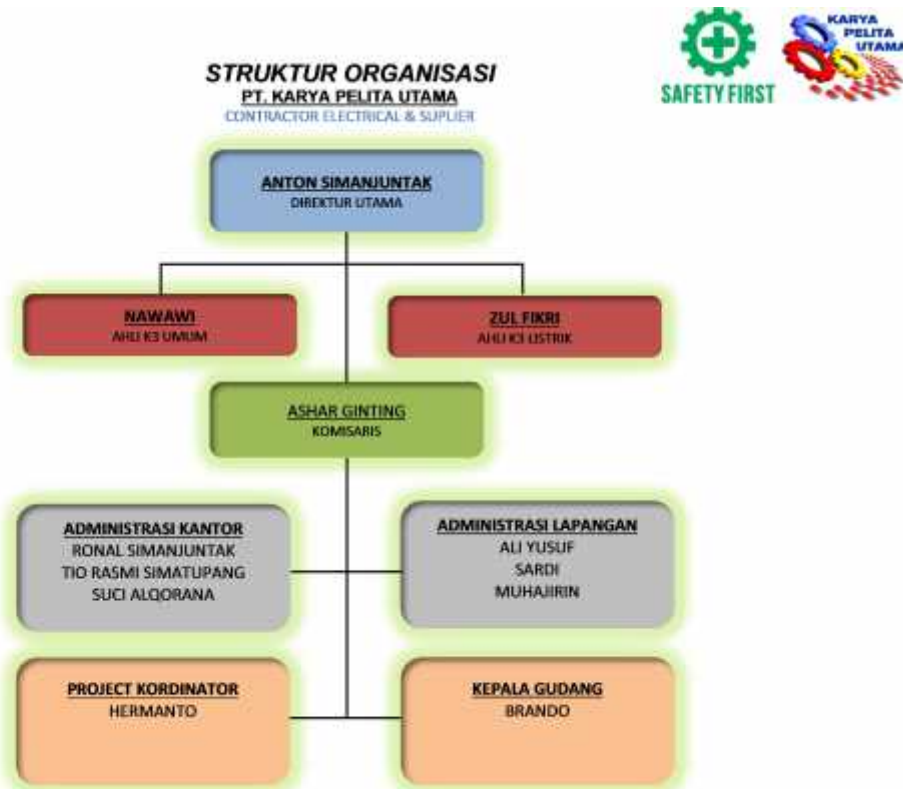 KARYA
PELITA
UTAMA
SAFETY FIRST
STRUKTUR ORGANISASI
PT. KARYA PELITA UTAMA
CONTRACTOR ELECTRICAL & SUPLIER
ANTON SIMANJUNTAK
DIREKTUR UTAMA
NAWAWI
AHLI K3 UMUM
ZUL FIKRI
AHLI K3 LISTRIK
ASHAR GINTING
KOMISARIS
ADMINISTRASI KANTOR
RONAL SIMANJUNTAK
TIO RASMI SIMATUPANG
SUCI ALQORANA
ADMINISTRASI LAPANGAN
ALI YUSUF
SARDI
MUHAJIRIN
PROJECT KORDINATOR
HERMANTO
KEPALA GUDANG
BRANDO